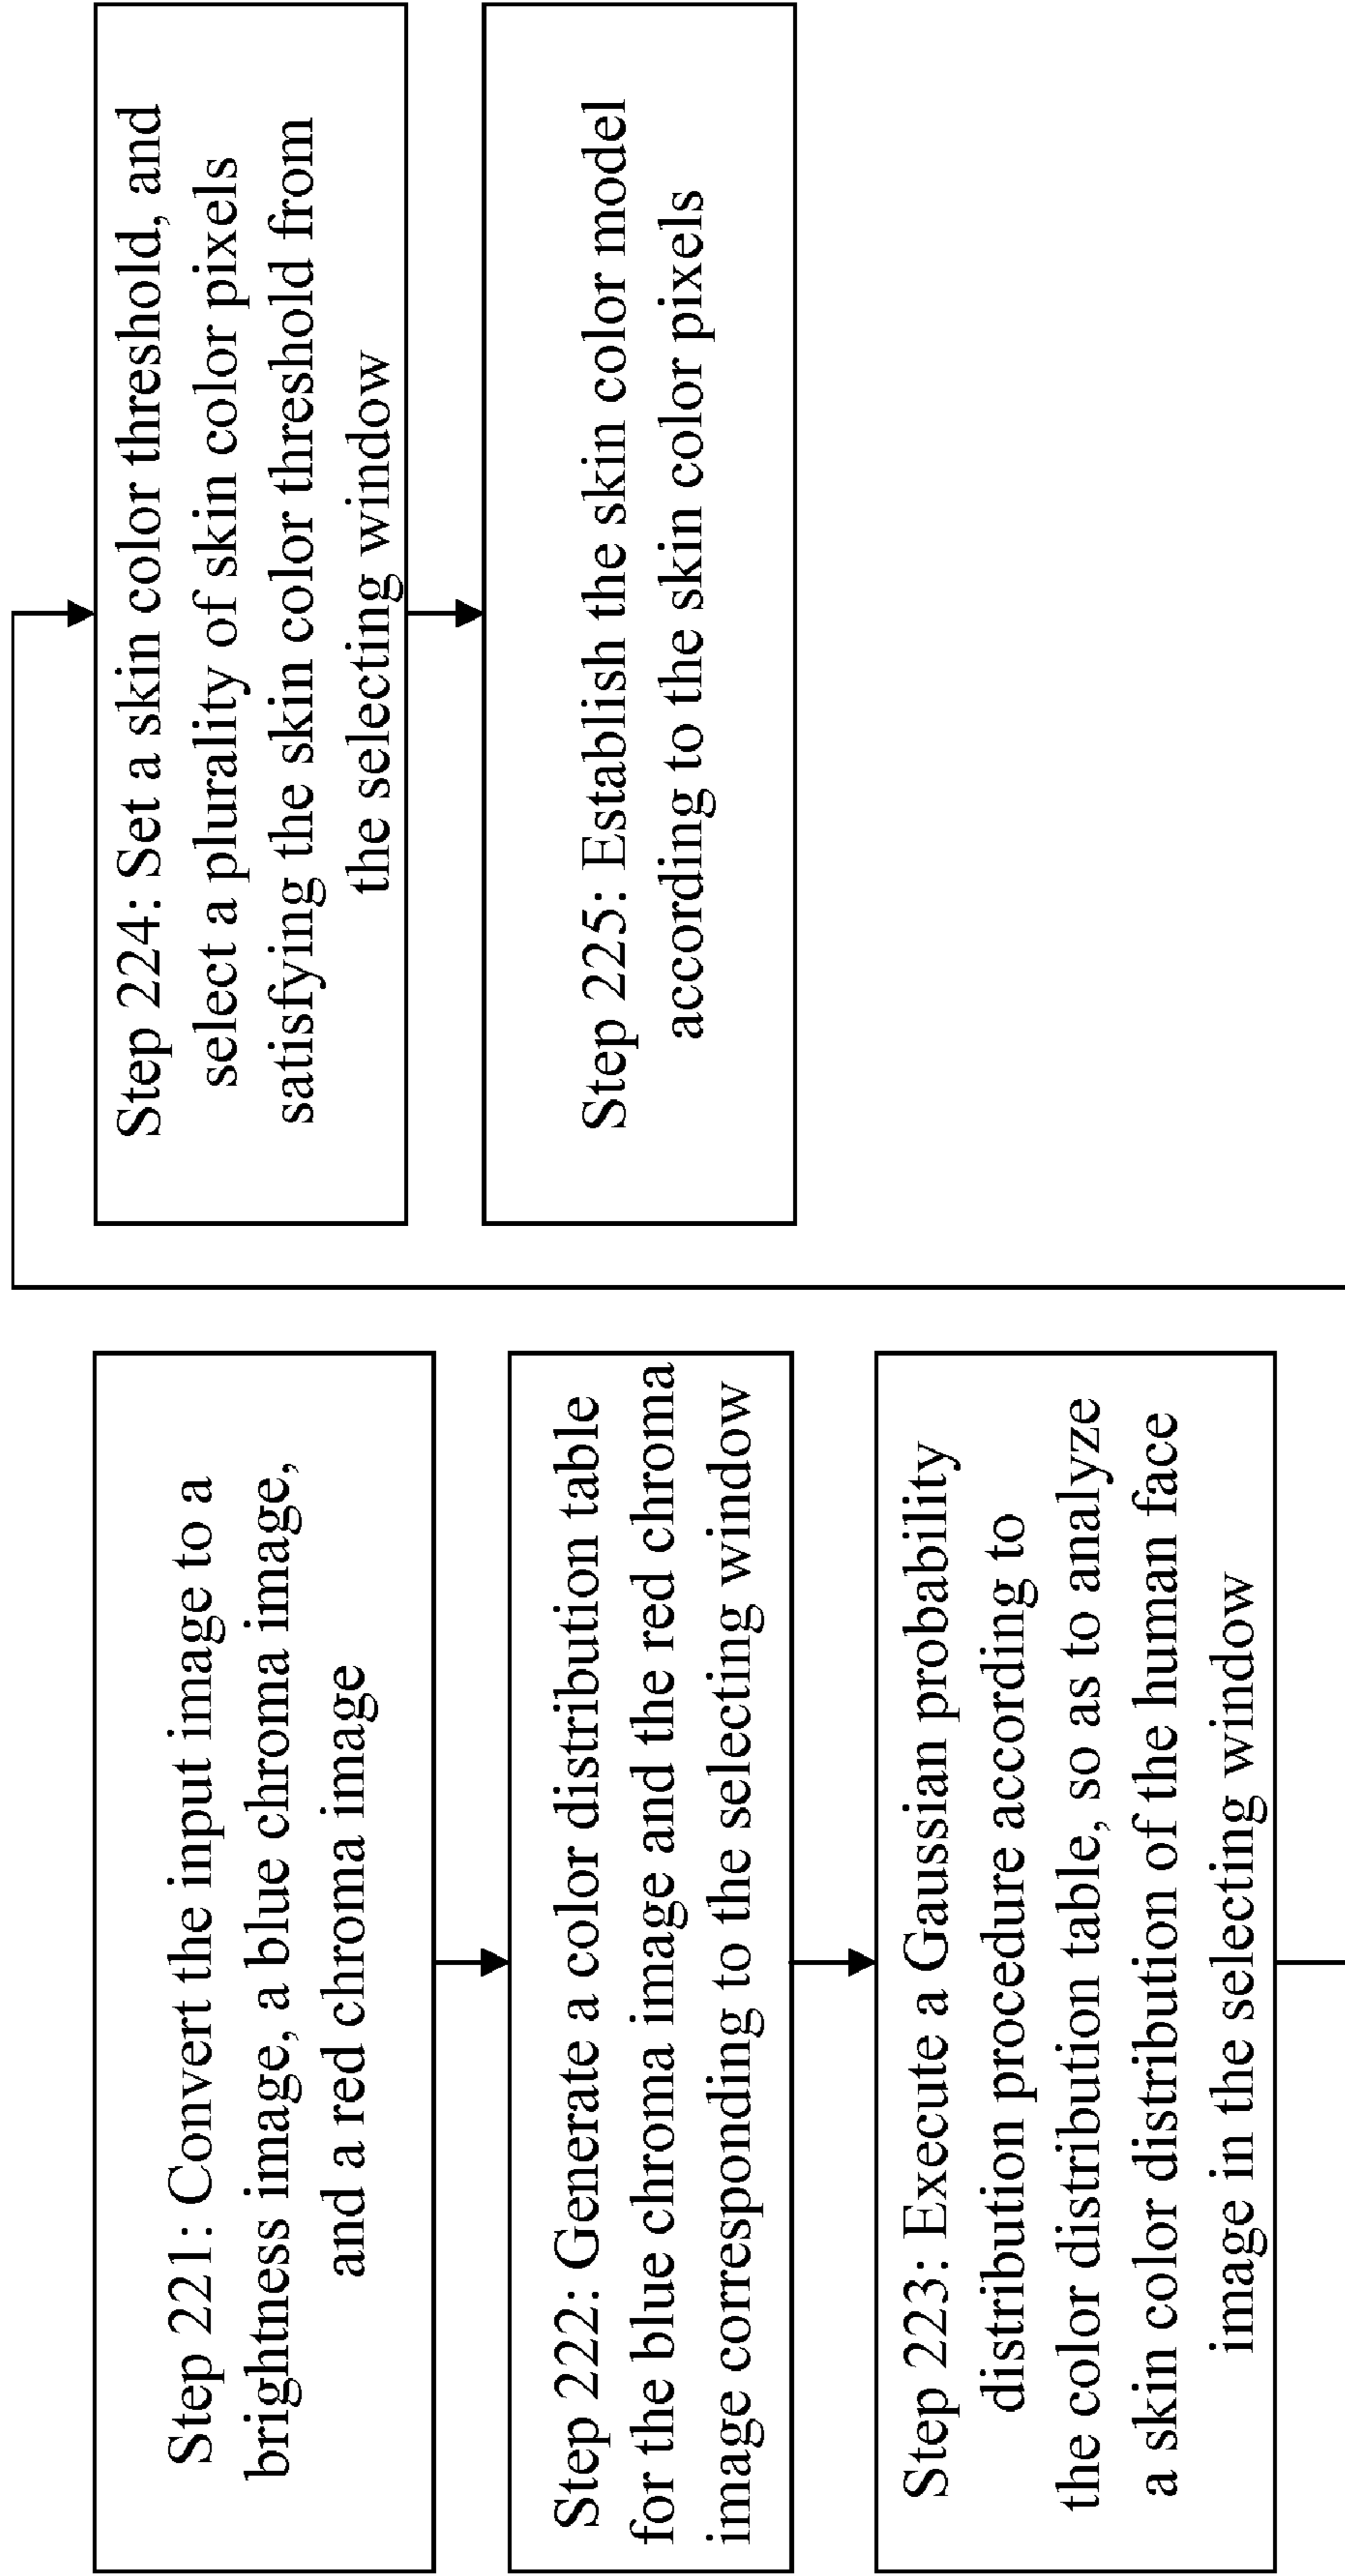 Step 221: Convert the input image to a
brightness image, a blue chroma image,
and a red chroma image
Step 222: Generate a color distribution table
for the blue chroma image and the red chroma
image corresponding to the selecting window
Step 223: Execute a Gaussian probability
distribution procedure according to
the color distribution table, so as to analyze
a skin color distribution of the human face
image in the selecting window
Step 224: Set a skin color threshold, and
select a plurality of skin color pixels
satisfying the skin color threshold from
the selecting window
Step 225: Establish the skin color model
according to the skin color pixels